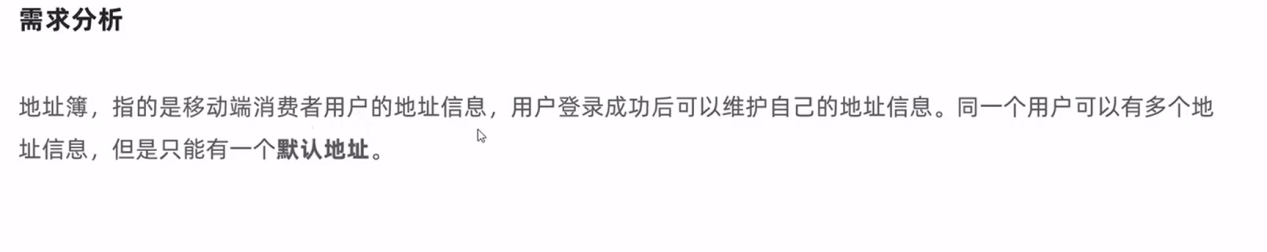 需求分析
地址簿，指的是移动端消费者用户的地址信息，用户登录成功后可以维护自己的地址信息。同一个用户可以有多个地
址信息，但是只能有一个默认地址。